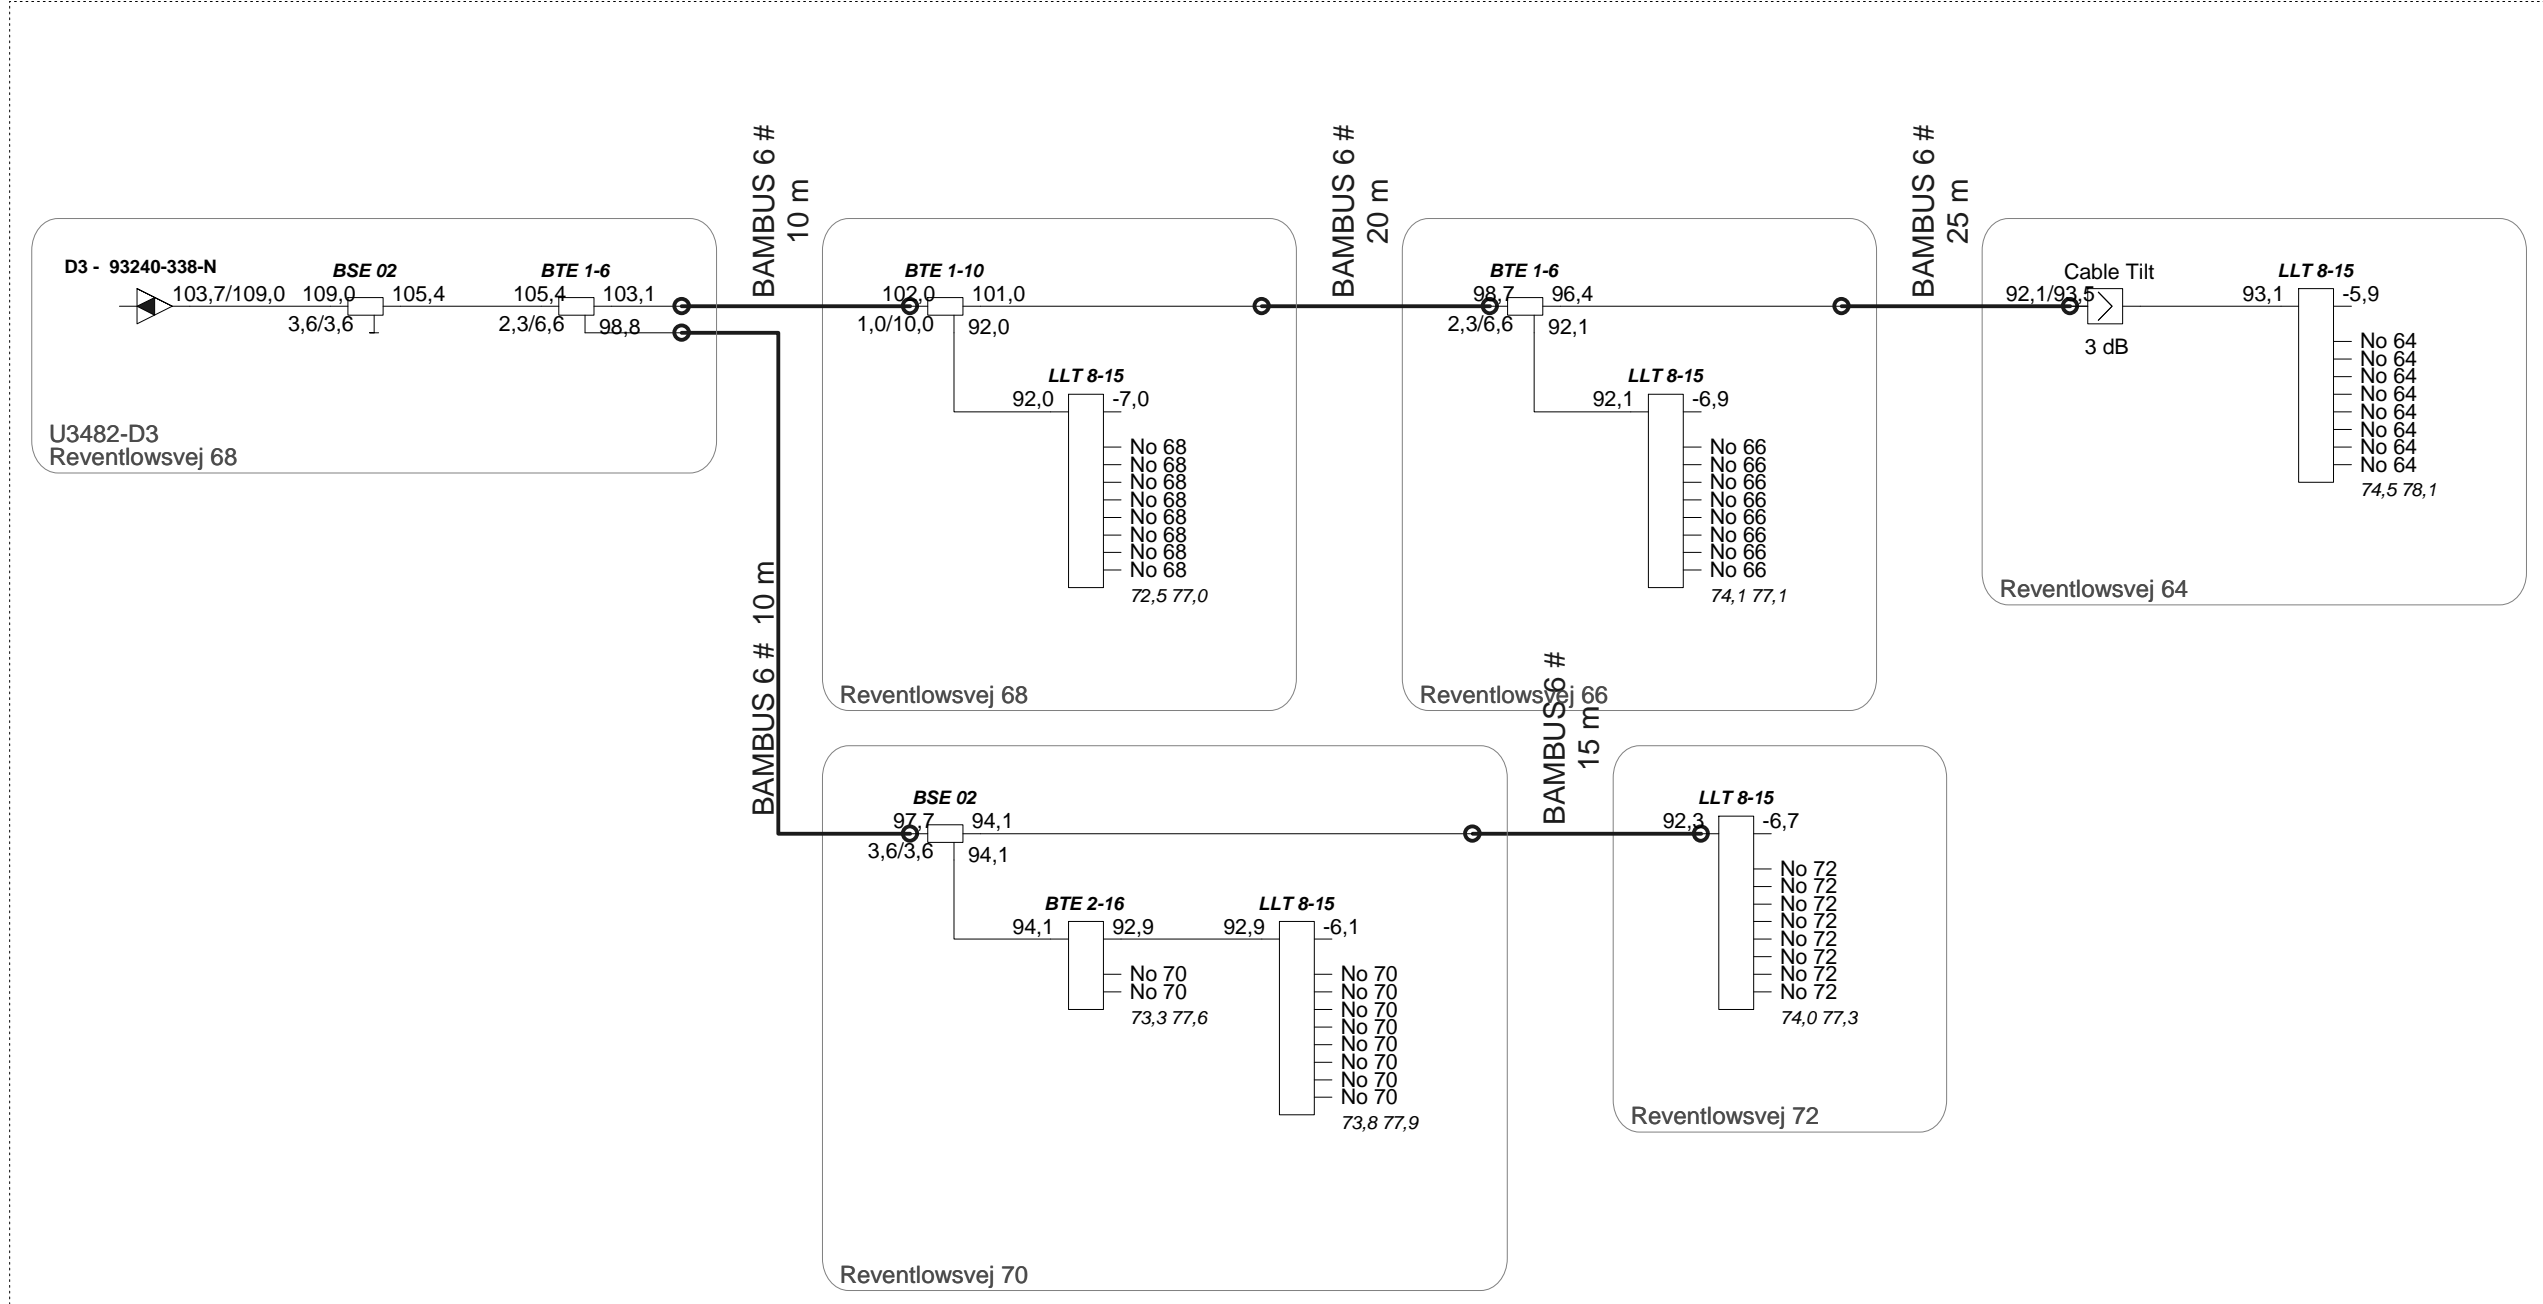 BAMBUS 6 #
10 m
BAMBUS 6 #
20 m
BAMBUS 6 #
25 m
D3 - 93240-338-N
BSE 02
BTE 1-6
103,7/109,0
109,0
105,4
105,4
103,1
3,6/3,6
2,3/6,6
98,8
U3482-D3
Reventlowsvej 68
BTE 1-10
102,0
101,0
1,0/10,0
92,0
LLT 8-15
92,0
-7,0
No 68
No 68
No 68
No 68
No 68
No 68
No 68
No 68
72,5 77,0
Reventlowsvej 68
BTE 1-6
98,7
96,4
2,3/6,6
92,1
LLT 8-15
92,1
-6,9
No 66
No 66
No 66
No 66
No 66
No 66
No 66
No 66
74,1 77,1
Reventlowsvej 66
Cable Tilt
92,1/93,5
3 dB
LLT 8-15
93,1
-5,9
No 64
No 64
No 64
No 64
No 64
No 64
No 64
No 64
74,5 78,1
Reventlowsvej 64
BAMBUS 6 # 10 m
BSE 02
97,7
94,1
3,6/3,6
94,1
BTE 2-16
94,1
92,9
No 70
No 70
73,3 77,6
LLT 8-15
92,9
-6,1
No 70
No 70
No 70
No 70
No 70
No 70
No 70
No 70
73,8 77,9
Reventlowsvej 70
BAMBUS 6 #
15 m
LLT 8-15
92,3
-6,7
No 72
No 72
No 72
No 72
No 72
No 72
No 72
No 72
74,0 77,3
Reventlowsvej 72